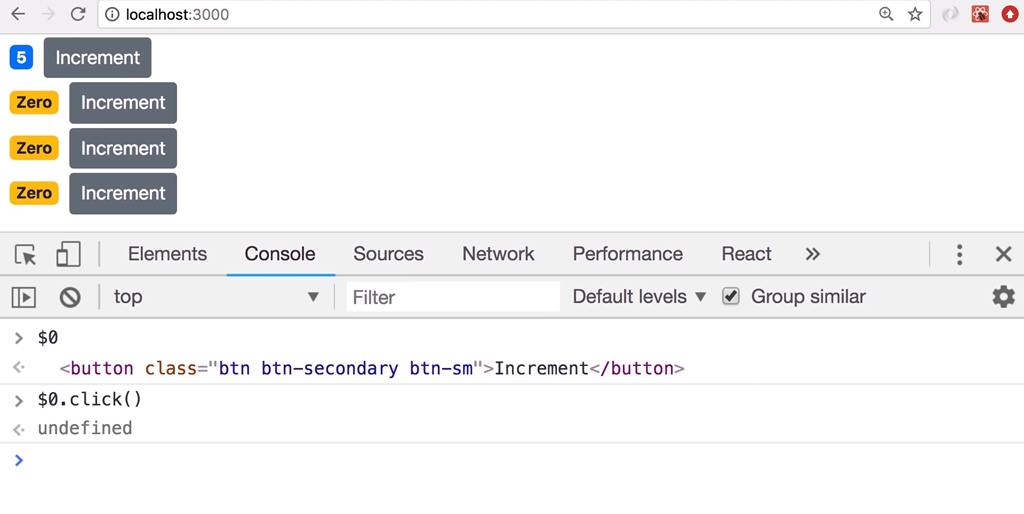 localhost:3000
5 Increment
Zero Increment
Zero Increment
Zero Increment
Elements Console Sources Network Performance React »
top ▼ Filter Default levels ▼ Group similar
$0
<button class="btn btn-secondary btn-sm">Increment</button>
$0.click()
undefined